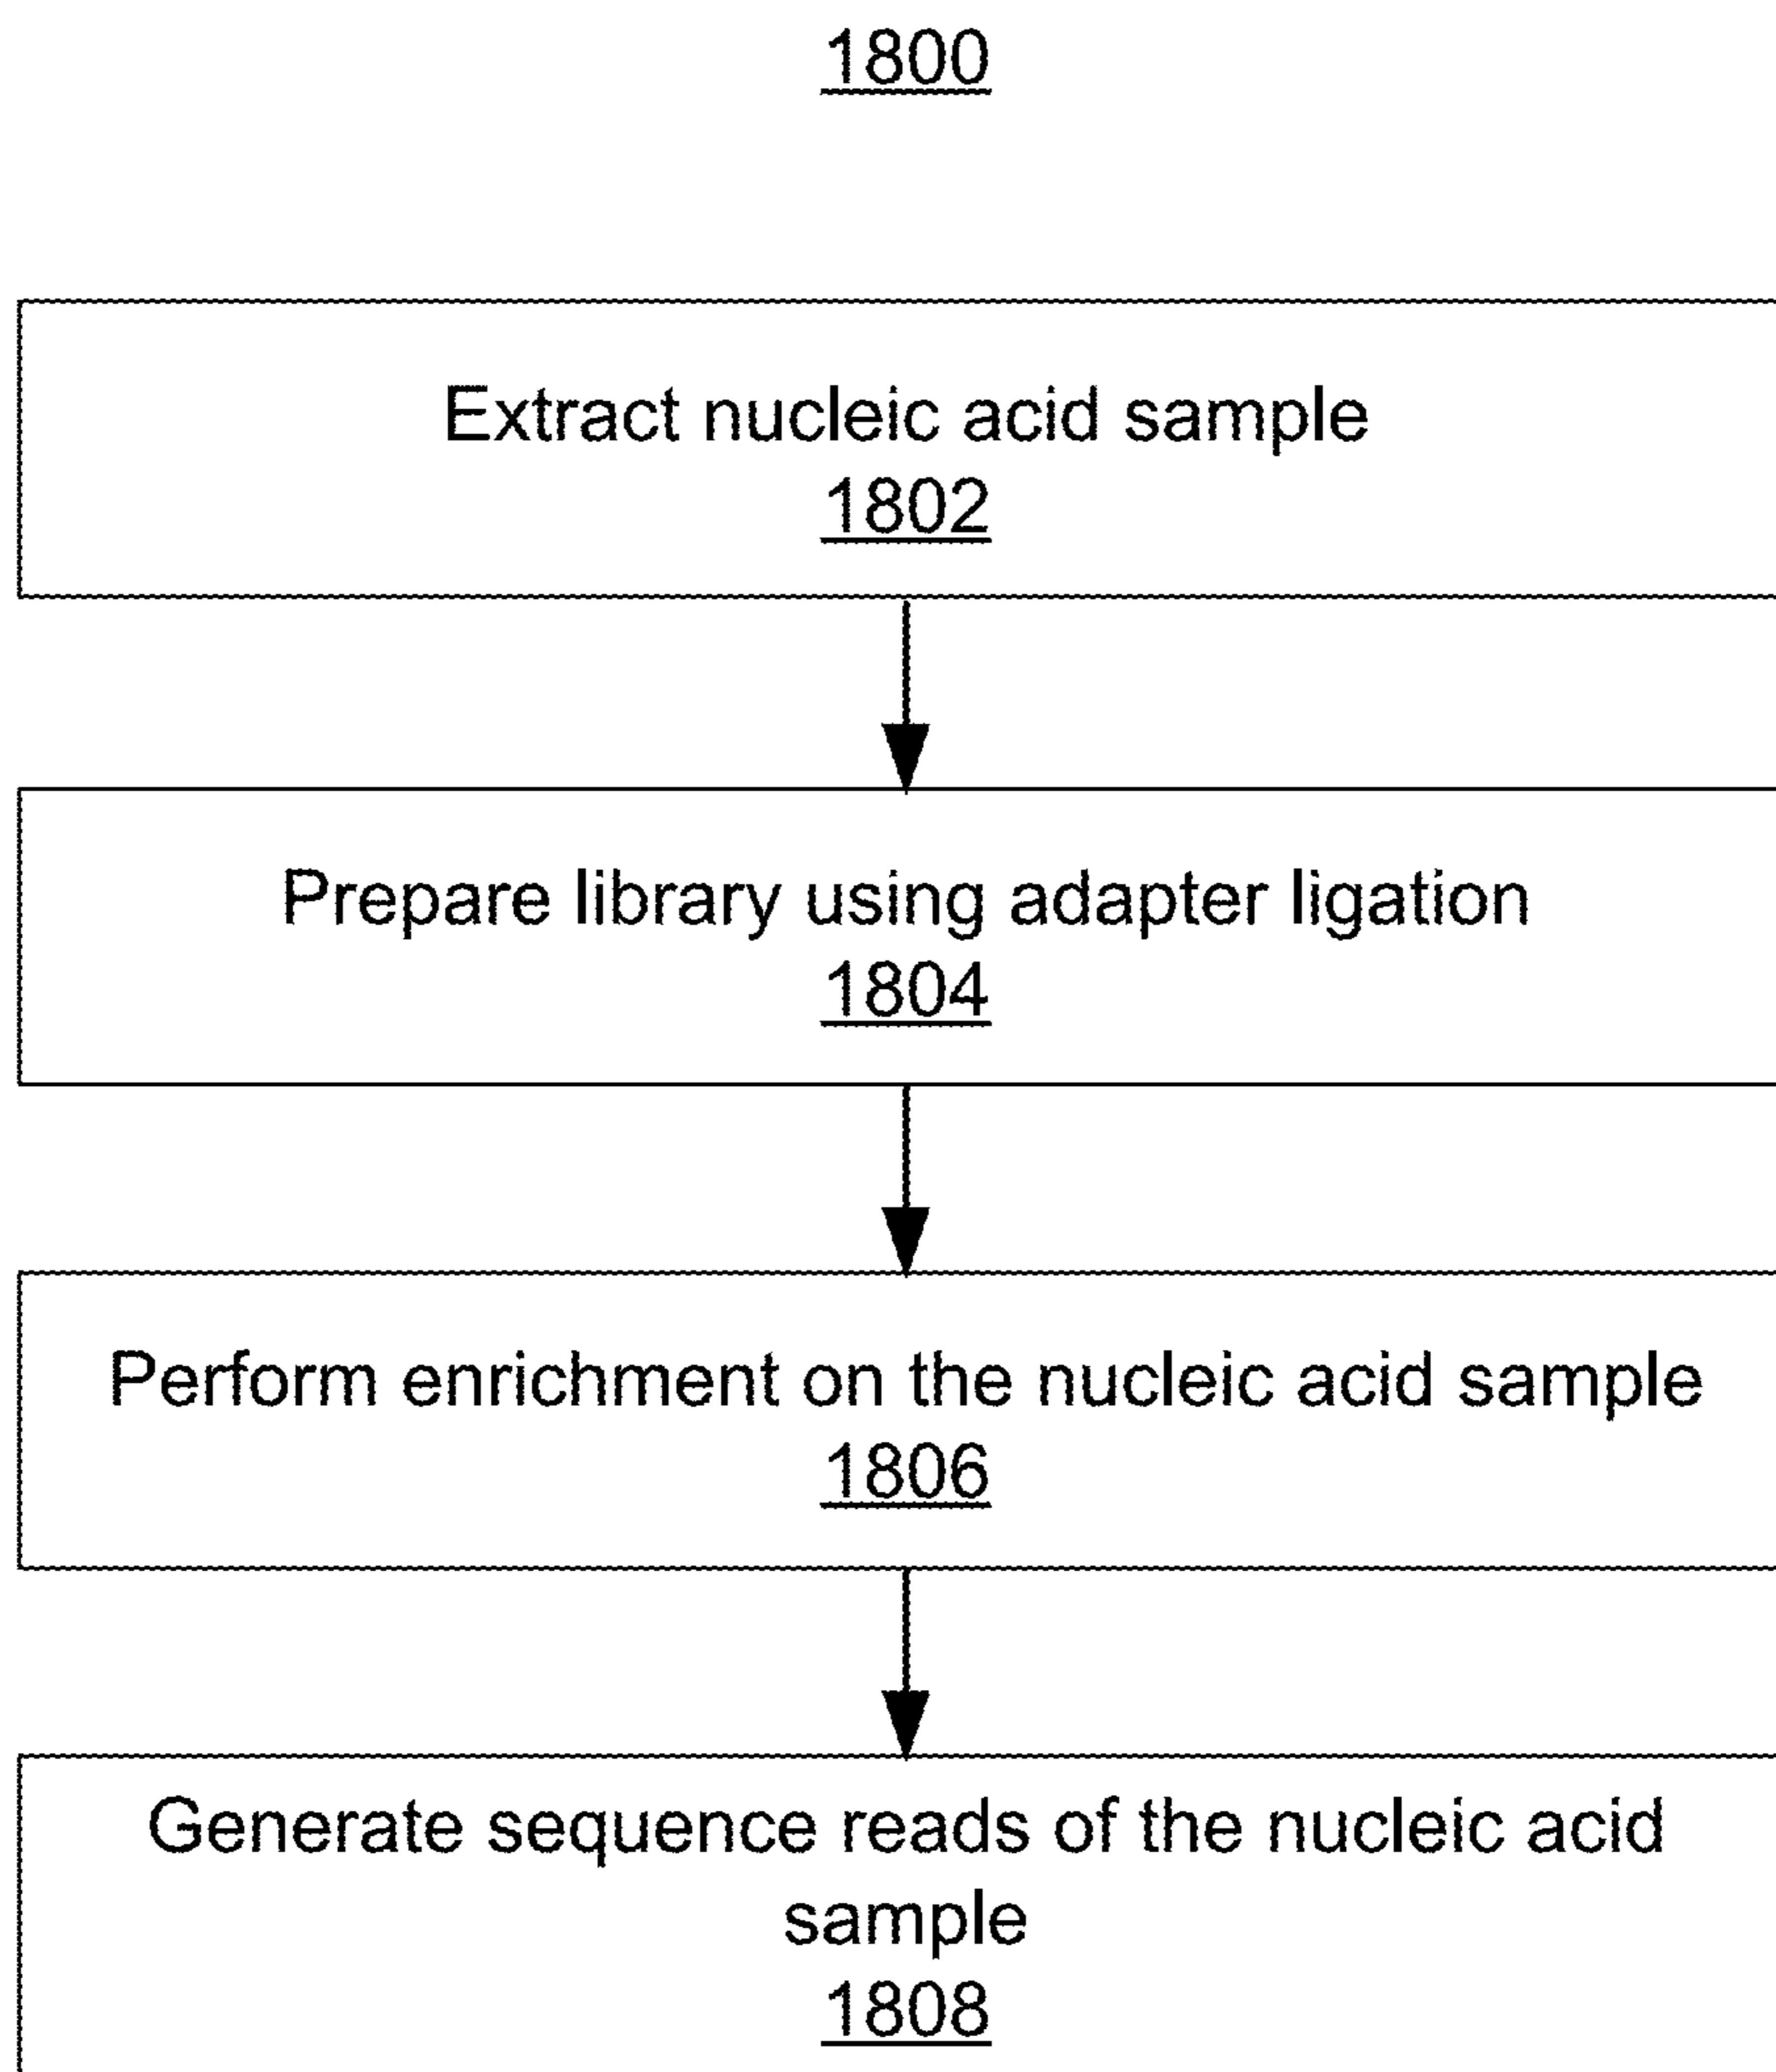 1800
Extract nucleic acid sample
1802
Prepare library using adapter ligation
1804
Perform enrichment on the nucleic acid sample
1806
Generate sequence reads of the nucleic acid
sample
1808